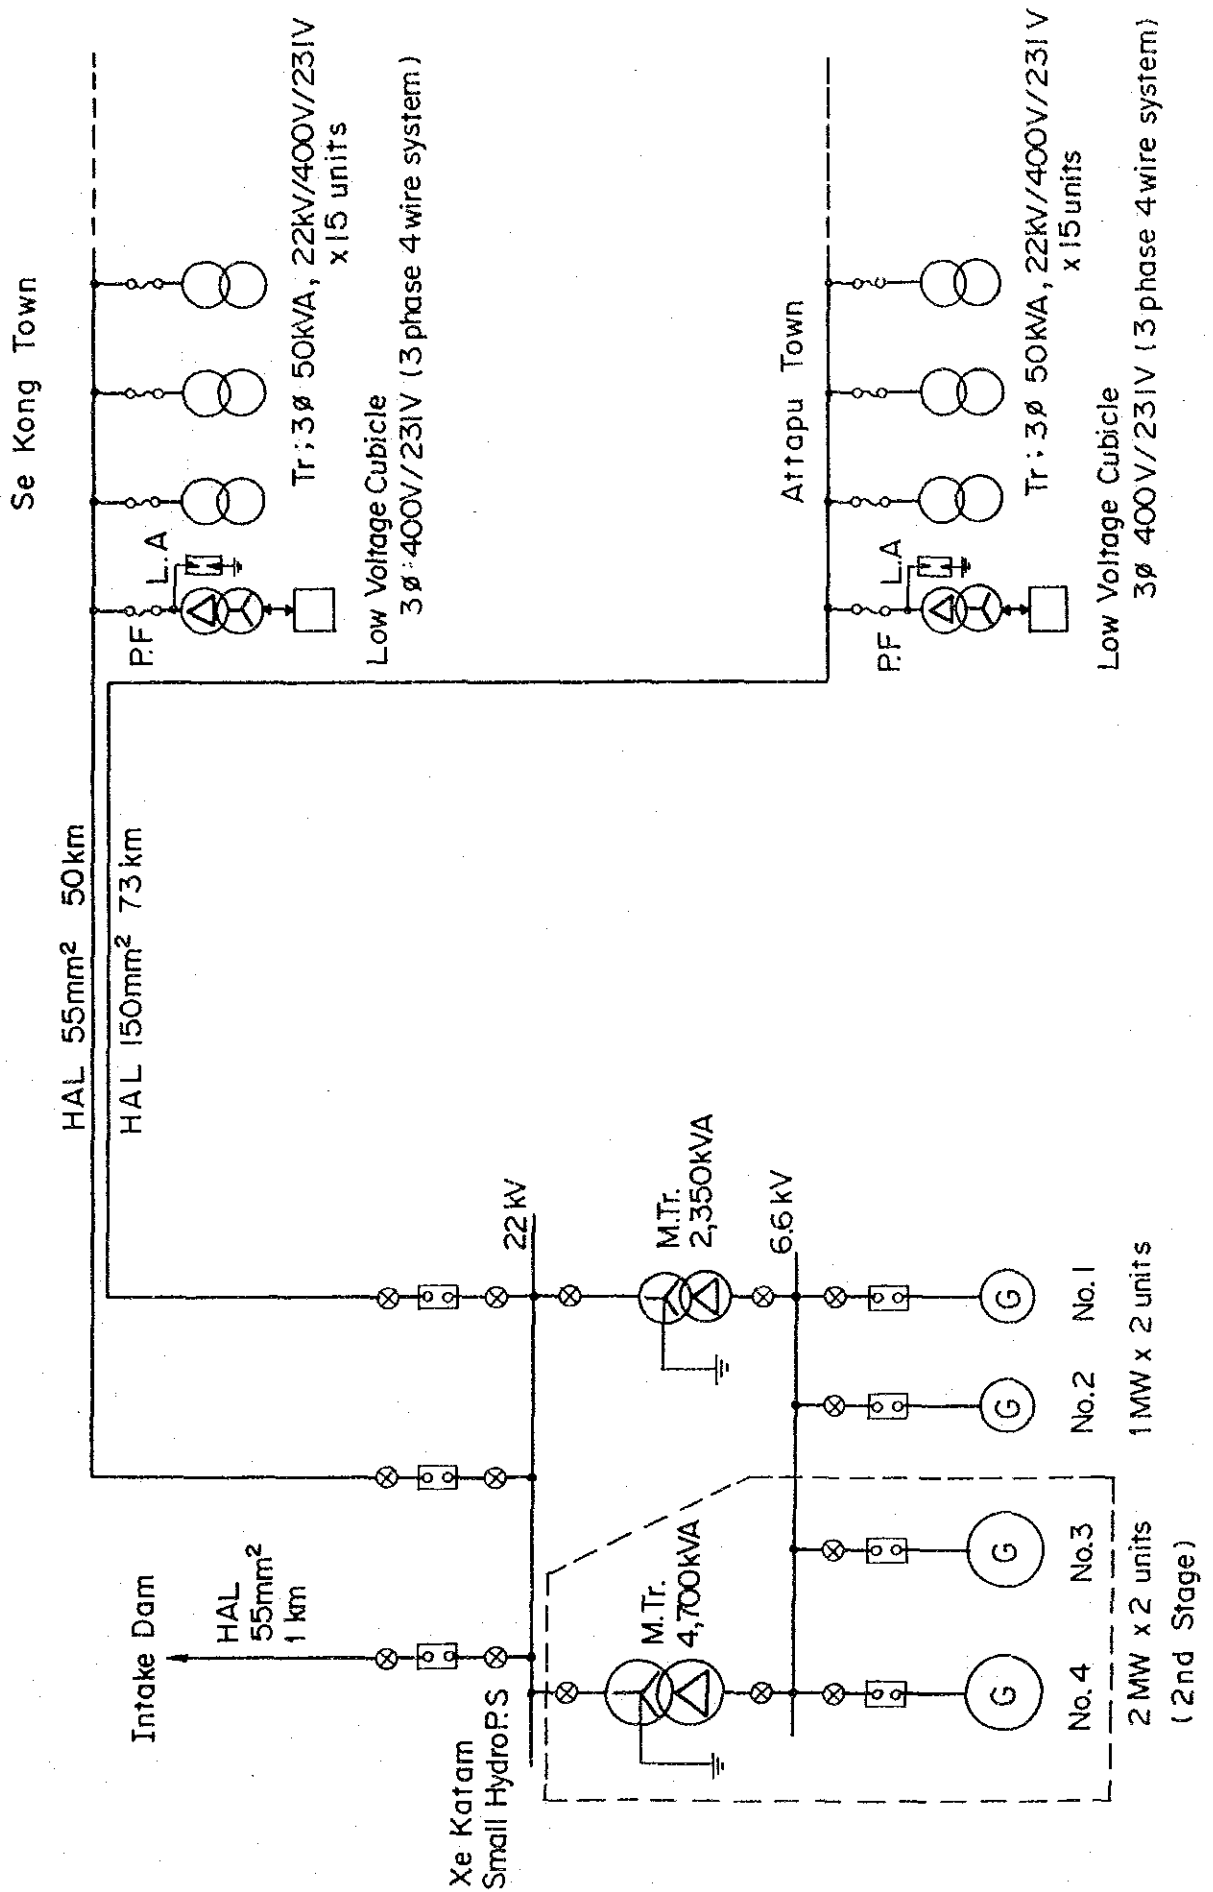 Se Kong Town
HAL 55mm² 50km
HAL 150mm² 73km
P.F
L.A
Tr ; 3ø 50kVA, 22kV/400V/231V
x15 units
Low Voltage Cubicle
3ø 400V/231V (3 phase 4 wire system)
Attapu Town
P.F
L.A
Tr ; 3ø 50kVA, 22kV/400V/231V
x15 units
Low Voltage Cubicle
3ø 400V/231V (3 phase 4 wire system)
Intake Dam
HAL
55mm²
1 km
Xe Katam
Small Hydro P.S
22kV
M.Tr.
4,700kVA
M.Tr.
2,350kVA
6.6kV
G
G
G
G
No.4
No.3
No.2
No.1
2MW x 2 units
(2nd Stage)
1MW x 2 units